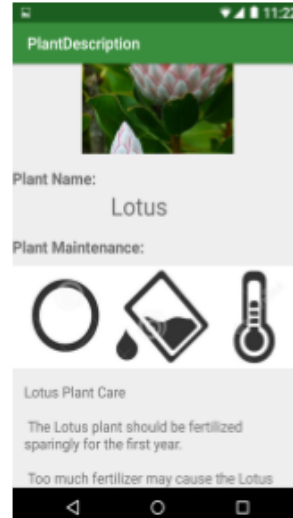 11:22
PlantDescription
Plant Name:
Lotus
Plant Maintenance:
Lotus Plant Care
The Lotus plant should be fertilized
sparingly for the first year.
Too much fertilizer may cause the Lotus